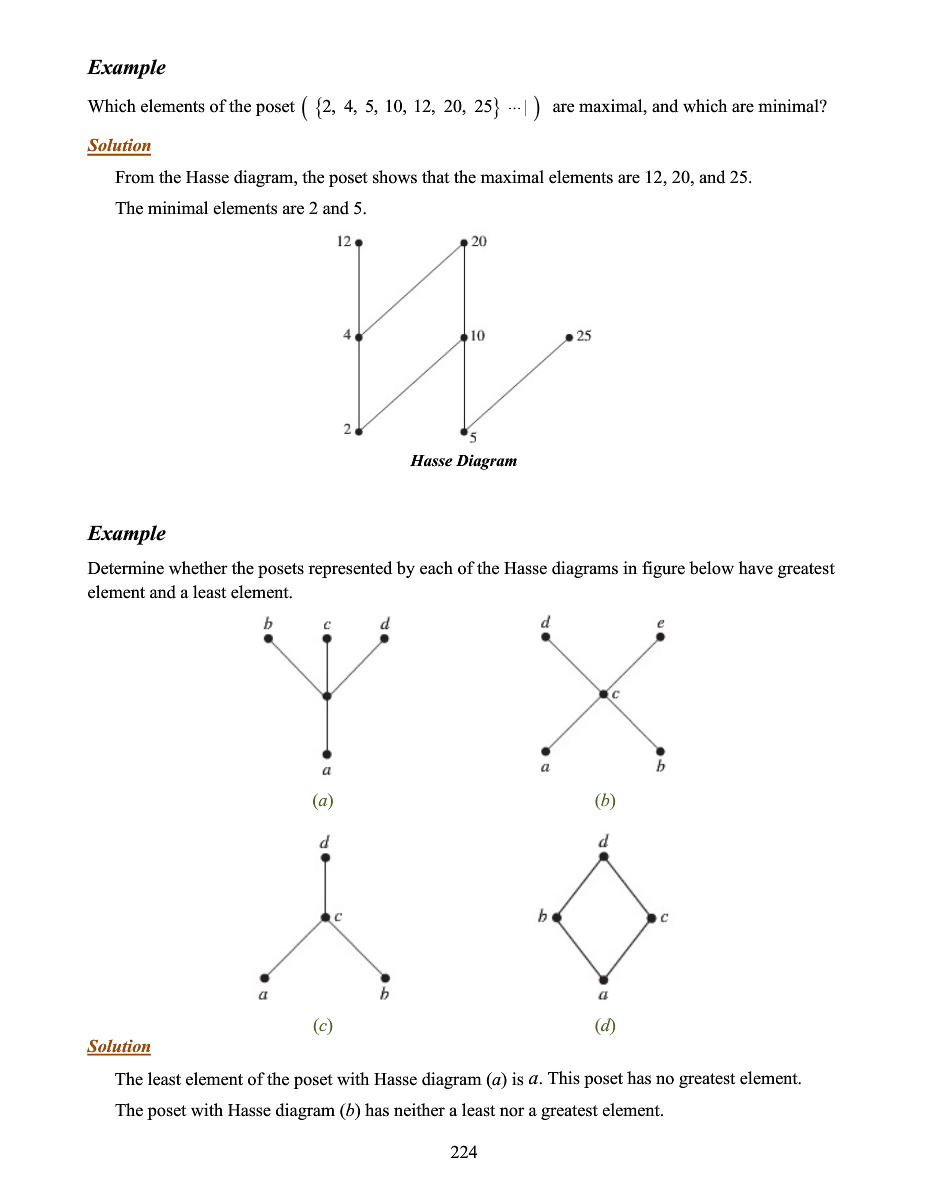 Example
Which elements of the poset ( {2, 4, 5, 10, 12, 20, 25} ···| ) are maximal, and which are minimal?
Solution
From the Hasse diagram, the poset shows that the maximal elements are 12, 20, and 25.
The minimal elements are 2 and 5.
12 20
4 10 25
2 5
Hasse Diagram
Example
Determine whether the posets represented by each of the Hasse diagrams in figure below have greatest
element and a least element.
b c d
a
(a)
d e
c
a b
(b)
d
c
a b
(c)
d
b c
a
(d)
Solution
The least element of the poset with Hasse diagram (a) is a. This poset has no greatest element.
The poset with Hasse diagram (b) has neither a least nor a greatest element.
224